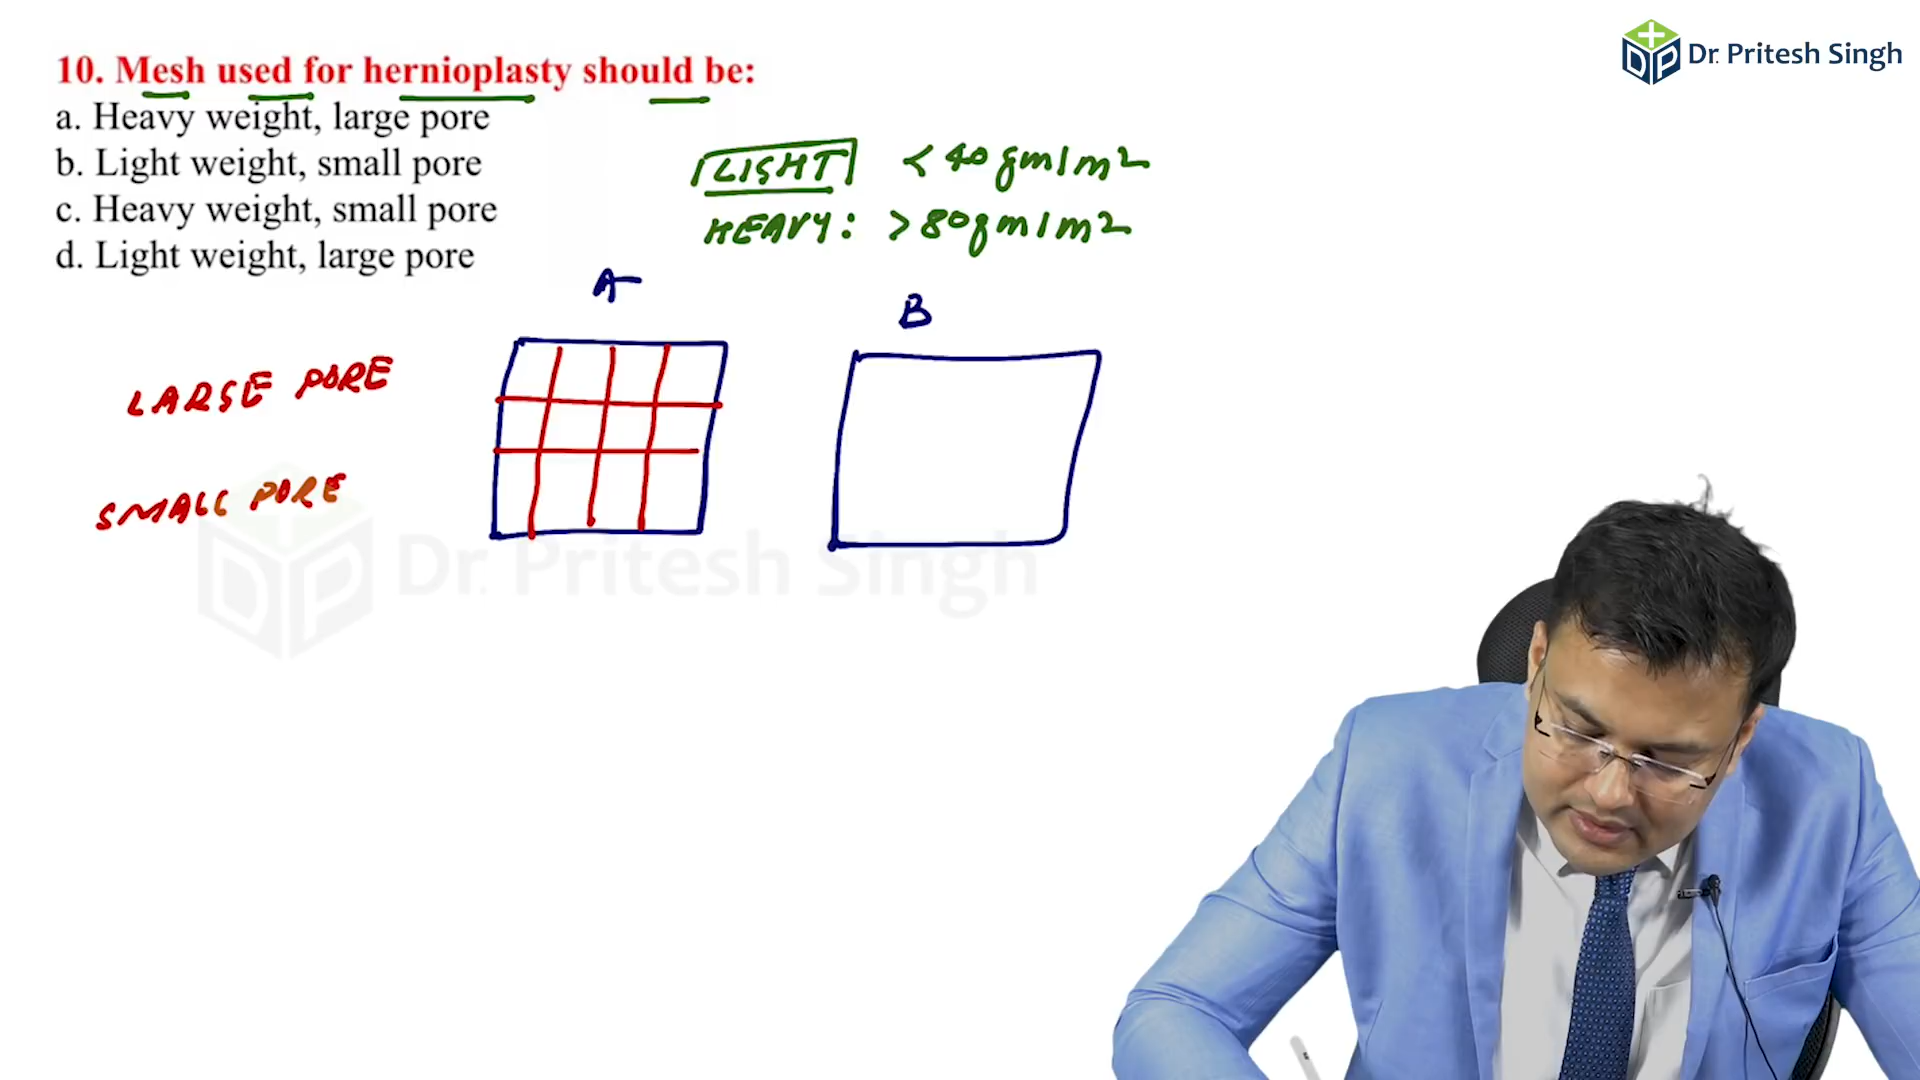 Dr. Pritesh Singh
10. Mesh used for hernioplasty should be:
a. Heavy weight, large pore
b. Light weight, small pore
c. Heavy weight, small pore
d. Light weight, large pore
LIGHT < 40 gm/m2
HEAVY: > 80gm/m2
A
B
LARGE PORE
SMALL PORE
DP Dr. Pritesh Singh